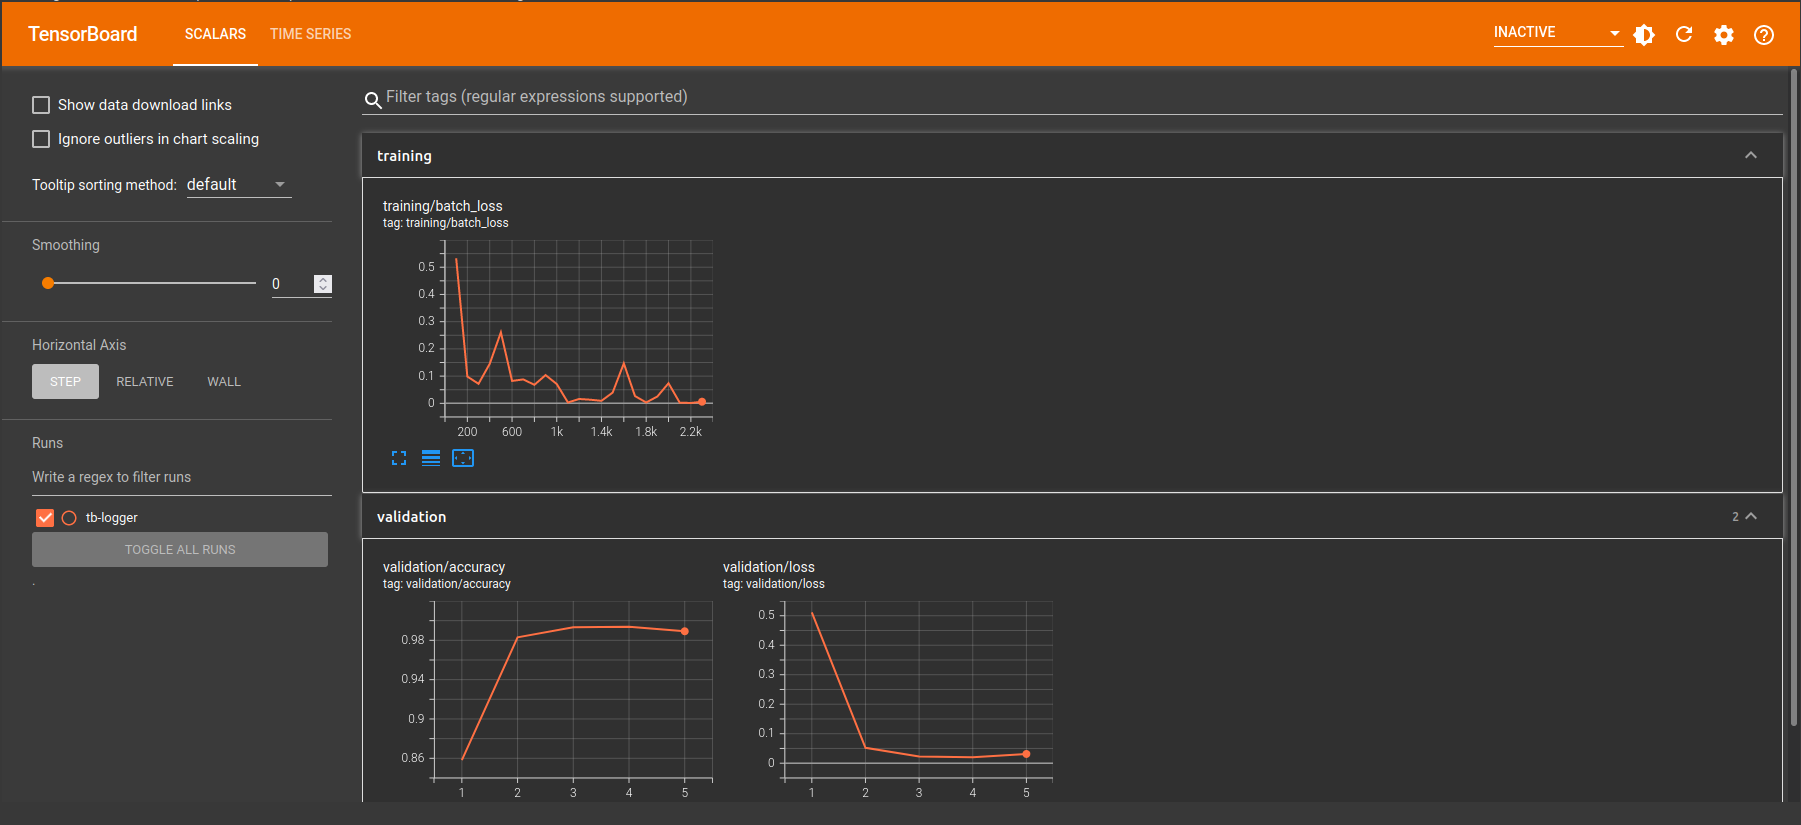 TensorBoard
SCALARS
TIME SERIES
INACTIVE
Show data download links
Ignore outliers in chart scaling
Tooltip sorting method: default
Smoothing
0
Horizontal Axis
STEP
RELATIVE
WALL
Runs
Write a regex to filter runs
tb-logger
TOGGLE ALL RUNS
.
Filter tags (regular expressions supported)
training
training/batch_loss
tag: training/batch_loss
0.5
0.4
0.3
0.2
0.1
0
200 600 1k 1.4k 1.8k 2.2k
validation
2
validation/accuracy
tag: validation/accuracy
0.98
0.94
0.9
0.86
1 2 3 4 5
validation/loss
tag: validation/loss
0.5
0.4
0.3
0.2
0.1
0
1 2 3 4 5